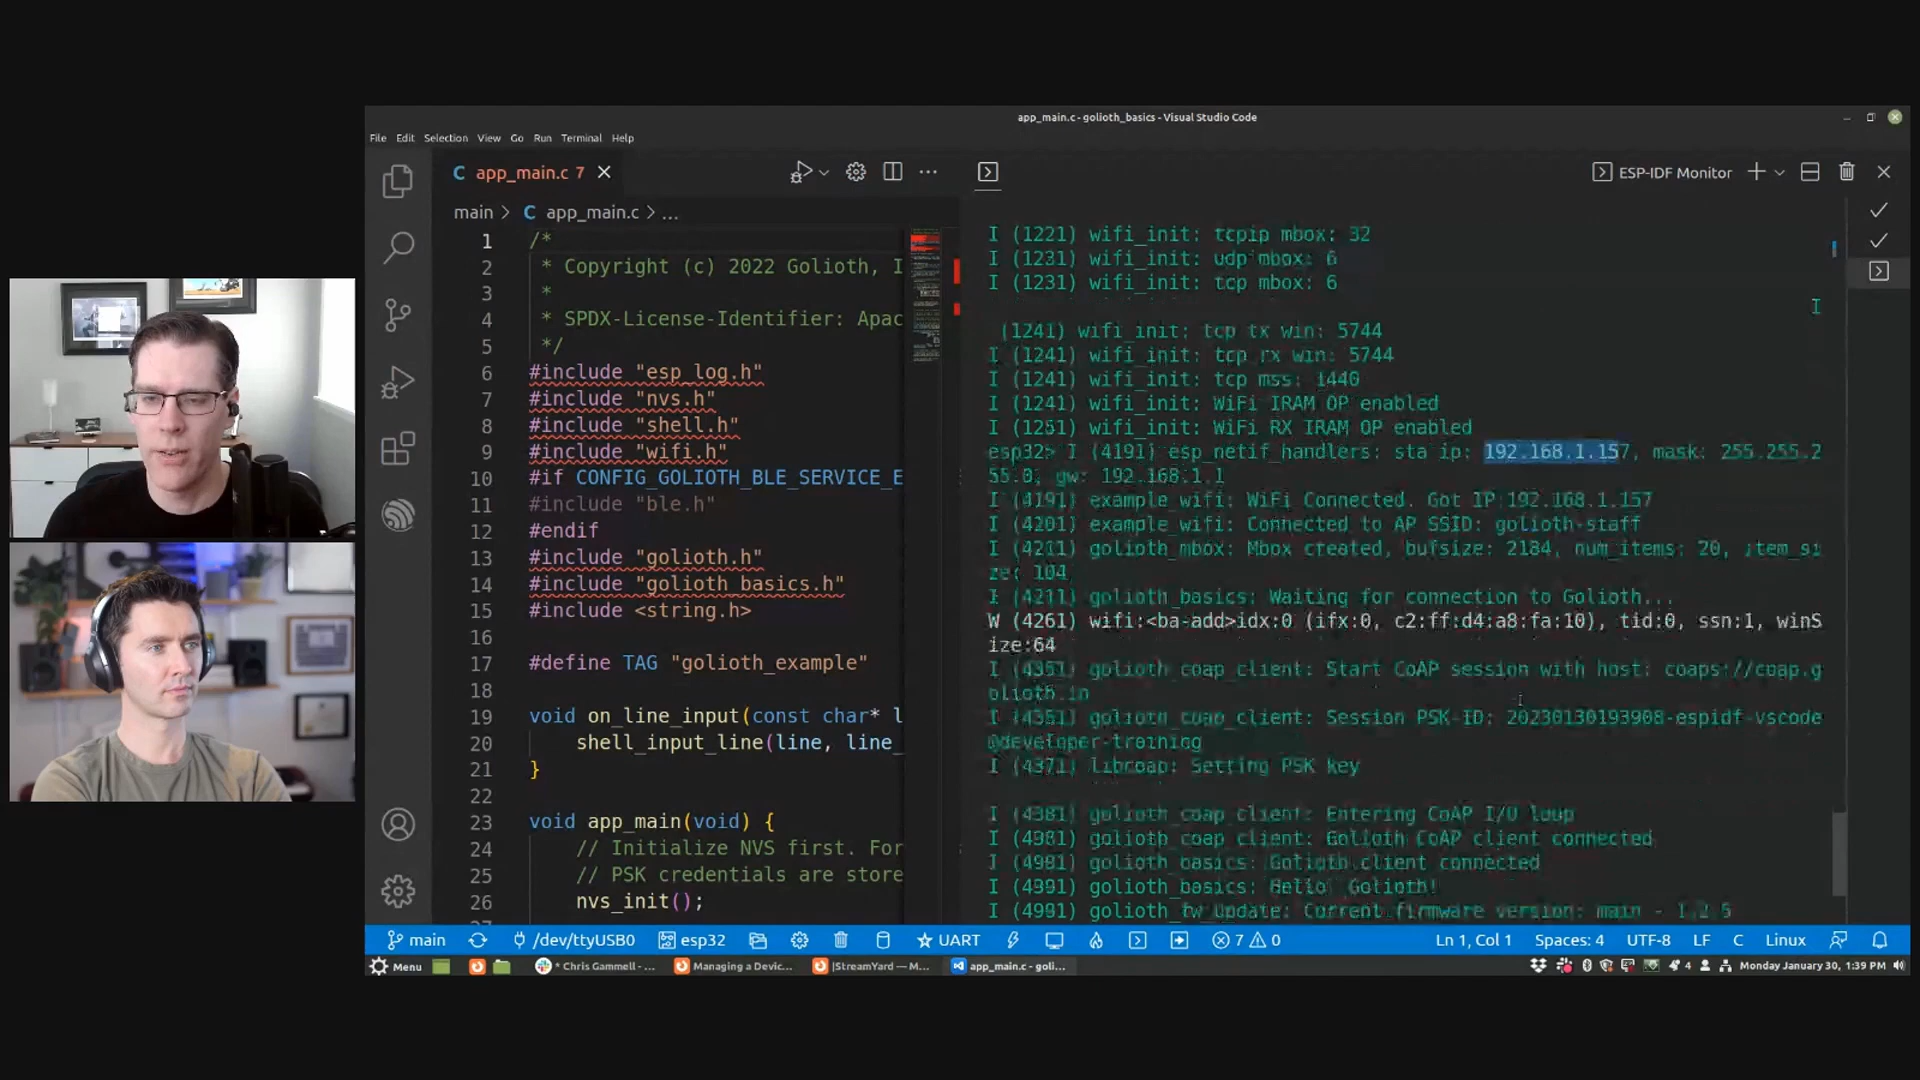 app_main.c - golioth_basics - Visual Studio Code
File Edit Selection View Go Run Terminal Help
C app_main.c 7
ESP-IDF Monitor
main > C app_main.c > ...
1 /*
2 * Copyright (c) 2022 Golioth, I
3 *
4 * SPDX-License-Identifier: Apac
5 */
6 #include "esp_log.h"
7 #include "nvs.h"
8 #include "shell.h"
9 #include "wifi.h"
10 #if CONFIG_GOLIOTH_BLE_SERVICE_E
11 #include "ble.h"
12 #endif
13 #include "golioth.h"
14 #include "golioth_basics.h"
15 #include <string.h>
16
17 #define TAG "golioth_example"
18
19 void on_line_input(const char* l
20 shell_input_line(line, line_
21 }
22
23 void app_main(void) {
24 // Initialize NVS first. For
25 // PSK credentials are store
26 nvs_init();
I (1221) wifi_init: tcpip mbox: 32
I (1231) wifi_init: udp mbox: 6
I (1231) wifi_init: tcp mbox: 6
(1241) wifi_init: tcp tx win: 5744
I (1241) wifi_init: tcp rx win: 5744
I (1241) wifi_init: tcp mss: 1440
I (1241) wifi_init: WiFi IRAM OP enabled
I (1251) wifi_init: WiFi RX IRAM OP enabled
esp32> I (4191) esp_netif_handlers: sta ip: 192.168.1.157, mask: 255.255.2
55.0, gw: 192.168.1.1
I (4191) example_wifi: WiFi Connected. Got IP:192.168.1.157
I (4201) example_wifi: Connected to AP SSID: golioth-staff
I (4211) golioth_mbox: Mbox created, bufsize: 2184, num_items: 20, item_si
ze: 104
I (4211) golioth_basics: Waiting for connection to Golioth...
W (4261) wifi:<ba-add>idx:0 (ifx:0, c2:ff:d4:a8:fa:10), tid:0, ssn:1, winS
ize:64
I (4351) golioth_coap_client: Start CoAP session with host: coaps://coap.g
olioth.io
I (4351) golioth_coap_client: Session PSK-ID: 20230130193908-espidf-vscode
@developer-training
I (4371) libcoap: Setting PSK key
I (4381) golioth_coap_client: Entering CoAP I/O loop
I (4981) golioth_coap_client: Golioth CoAP client connected
I (4981) golioth_basics: Golioth client connected
I (4991) golioth_basics: Hello, Golioth!
I (4991) golioth_fw_update: Current firmware version: main - 1.2.5
main /dev/ttyUSB0 esp32 UART 7 0 Ln 1, Col 1 Spaces: 4 UTF-8 LF C Linux
Menu * Chris Gammell - ... Managing a Devic... (StreamYard — M... app_main.c - goli... 4 Monday January 30, 1:39 PM